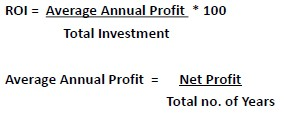 ROI = Average Annual Profit * 100
Total Investment
Average Annual Profit = Net Profit
Total no. of Years